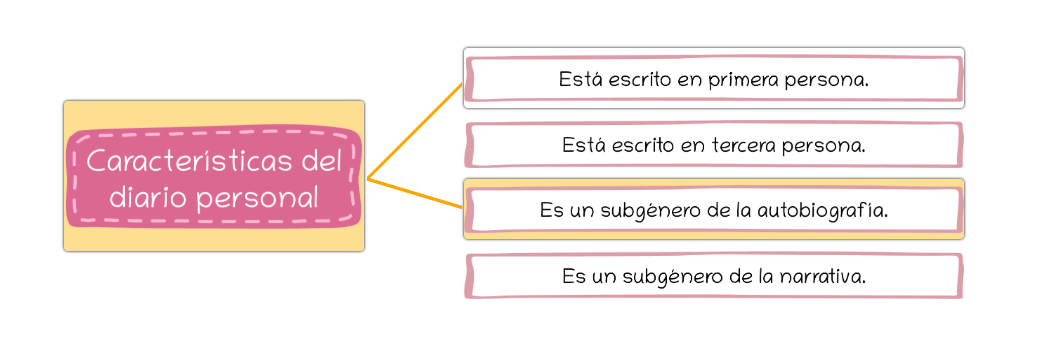 Características del
diario personal
Está escrito en primera persona.
Está escrito en tercera persona.
Es un subgénero de la autobiografía.
Es un subgénero de la narrativa.